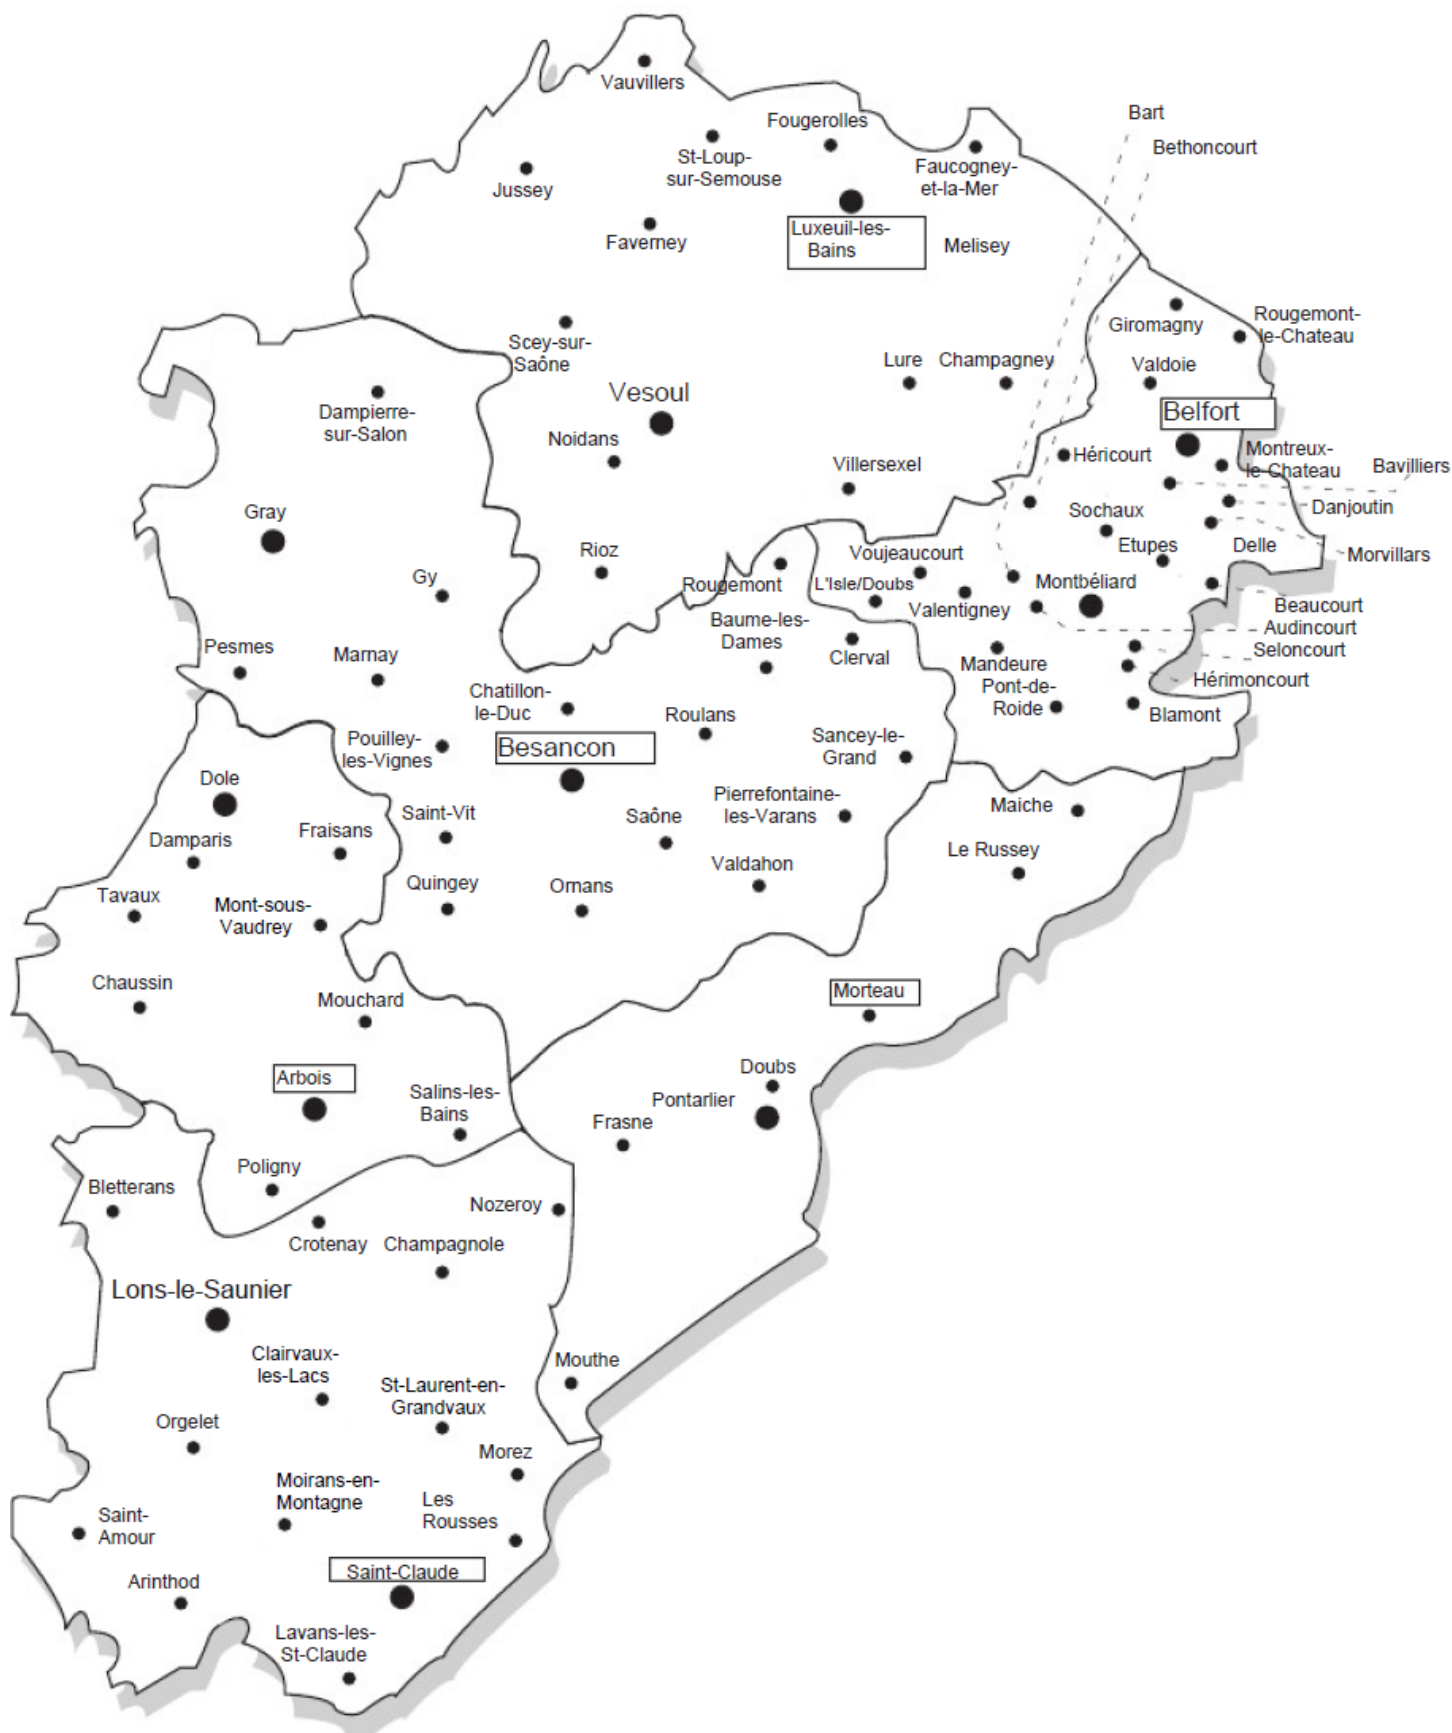 Vauvillers
Bart
Fougerolles
Bethoncourt
St-Loup-
sur-Semouse
Faucogney-
et-la-Mer
Jussey
Luxeuil-les-
Bains
Faverney
Melisey
Giromagny
Rougemont-
le-Chateau
Scey-sur-
Saône
Lure
Champagney
Valdoie
Vesoul
Dampierre-
sur-Salon
Belfort
Noidans
Héricourt
Montreux-
le-Chateau
Bavilliers
Villersexel
Gray
Sochaux
Danjoutin
Rioz
Voujeaucourt
Etupes
Delle
Morvillars
Gy
Rougemont
L'Isle/Doubs
Valentigney
Montbéliard
Beaucourt
Baume-les-
Dames
Audincourt
Pesmes
Marnay
Clerval
Mandeure
Seloncourt
Hérimoncourt
Chatillon-
le-Duc
Pont-de-
Roide
Roulans
Blamont
Pouilley-
les-Vignes
Besancon
Sancey-le-
Grand
Dole
Pierrefontaine-
les-Varans
Maiche
Damparis
Fraisans
Saint-Vit
Saône
Le Russey
Valdahon
Tavaux
Mont-sous-
Vaudrey
Quingey
Ornans
Chaussin
Mouchard
Morteau
Arbois
Salins-les-
Bains
Doubs
Pontarlier
Frasne
Poligny
Bletterans
Nozeroy
Crotenay
Champagnole
Lons-le-Saunier
Clairvaux-
les-Lacs
Mouthe
St-Laurent-en-
Grandvaux
Orgelet
Morez
Moirans-en-
Montagne
Les
Rousses
Saint-
Amour
Saint-Claude
Arinthod
Lavans-les-
St-Claude